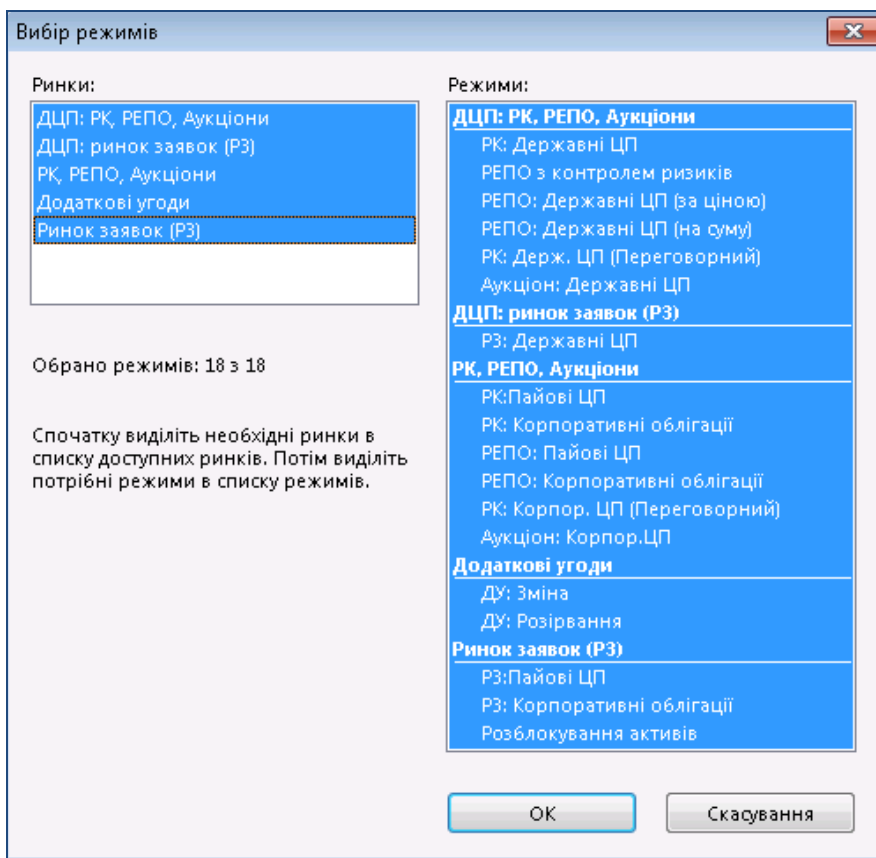 Вибір режимів
Ринки:
ДЦП: РК, РЕПО, Аукціони
ДЦП: ринок заявок (РЗ)
РК, РЕПО, Аукціони
Додаткові угоди
Ринок заявок (РЗ)
Обрано режимів: 18 з 18
Спочатку виділіть необхідні ринки в
списку доступних ринків. Потім виділіть
потрібні режими в списку режимів.
Режими:
ДЦП: РК, РЕПО, Аукціони
РК: Державні ЦП
РЕПО з контролем ризиків
РЕПО: Державні ЦП (за ціною)
РЕПО: Державні ЦП (на суму)
РК: Держ. ЦП (Переговорний)
Аукціон: Державні ЦП
ДЦП: ринок заявок (РЗ)
РЗ: Державні ЦП
РК, РЕПО, Аукціони
РК:Пайові ЦП
РК: Корпоративні облігації
РЕПО: Пайові ЦП
РЕПО: Корпоративні облігації
РК: Корпор. ЦП (Переговорний)
Аукціон: Корпор.ЦП
Додаткові угоди
ДУ: Зміна
ДУ: Розірвання
Ринок заявок (РЗ)
РЗ:Пайові ЦП
РЗ: Корпоративні облігації
Розблокування активів
ОК
Скасування